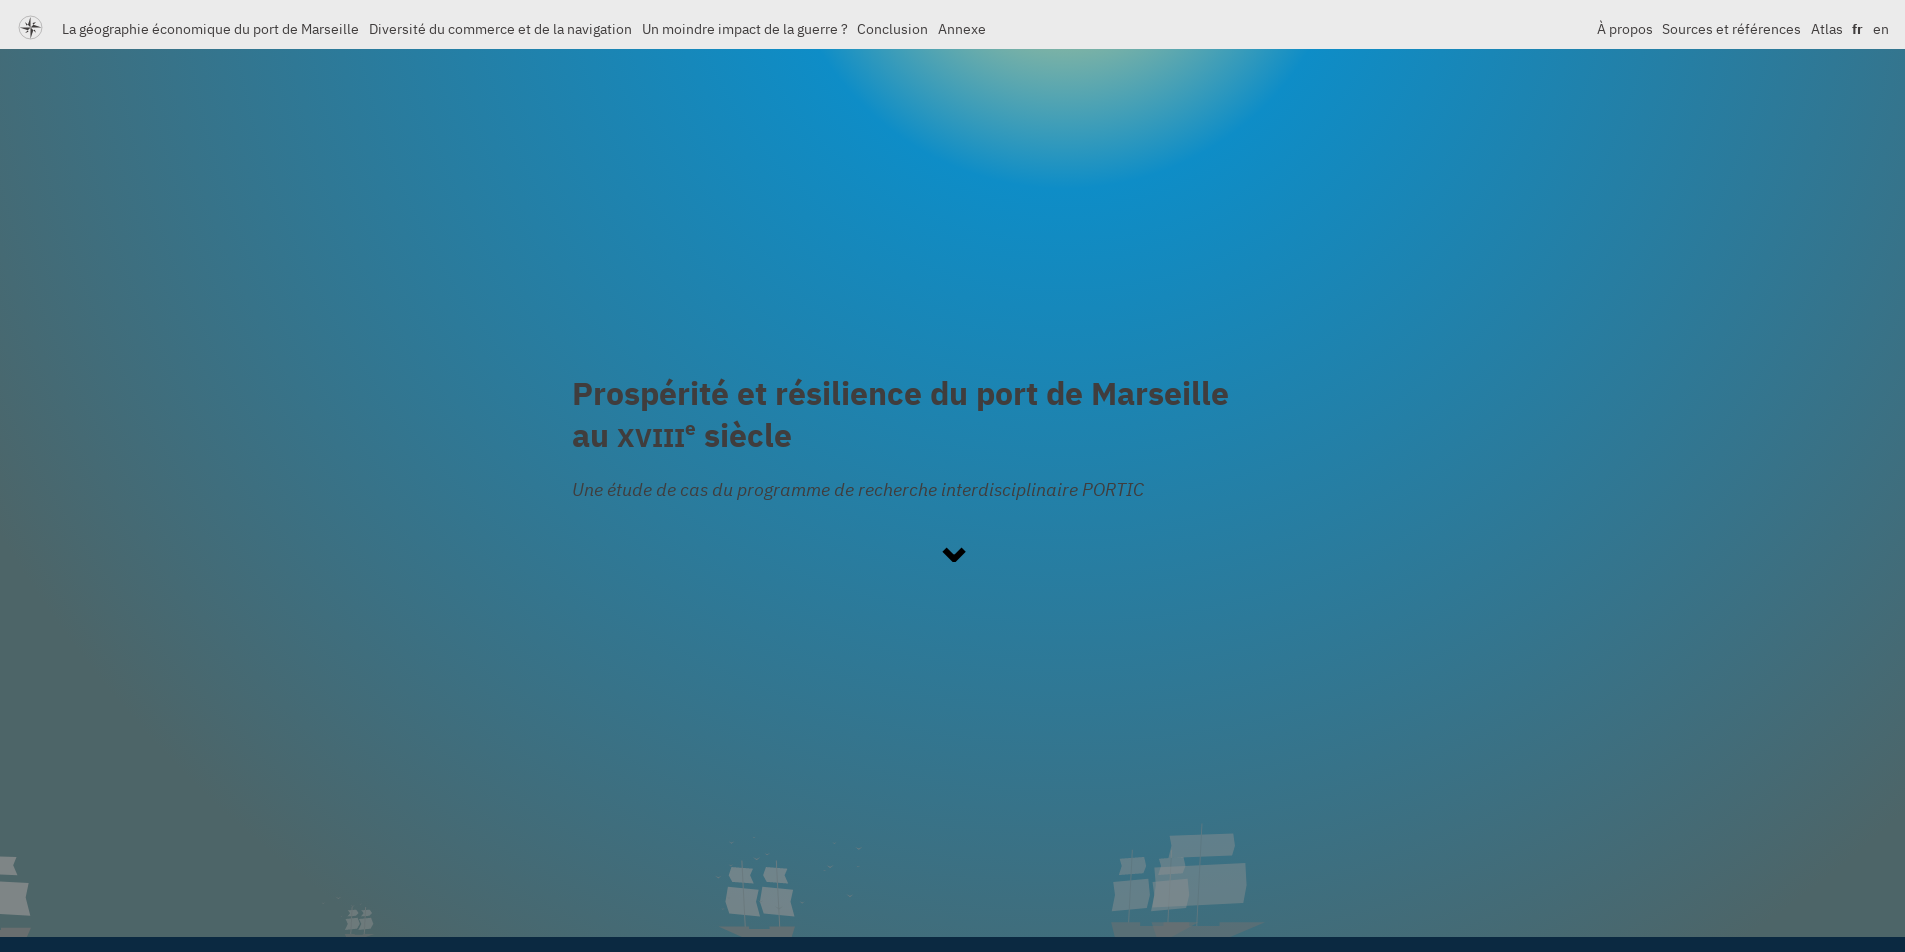 La géographie économique du port de Marseille Diversité du commerce et de la navigation Un moindre impact de la guerre ? Conclusion Annexe À propos Sources et références Atlas fr en
Prospérité et résilience du port de Marseille
au XVIIIe siècle
Une étude de cas du programme de recherche interdisciplinaire PORTIC